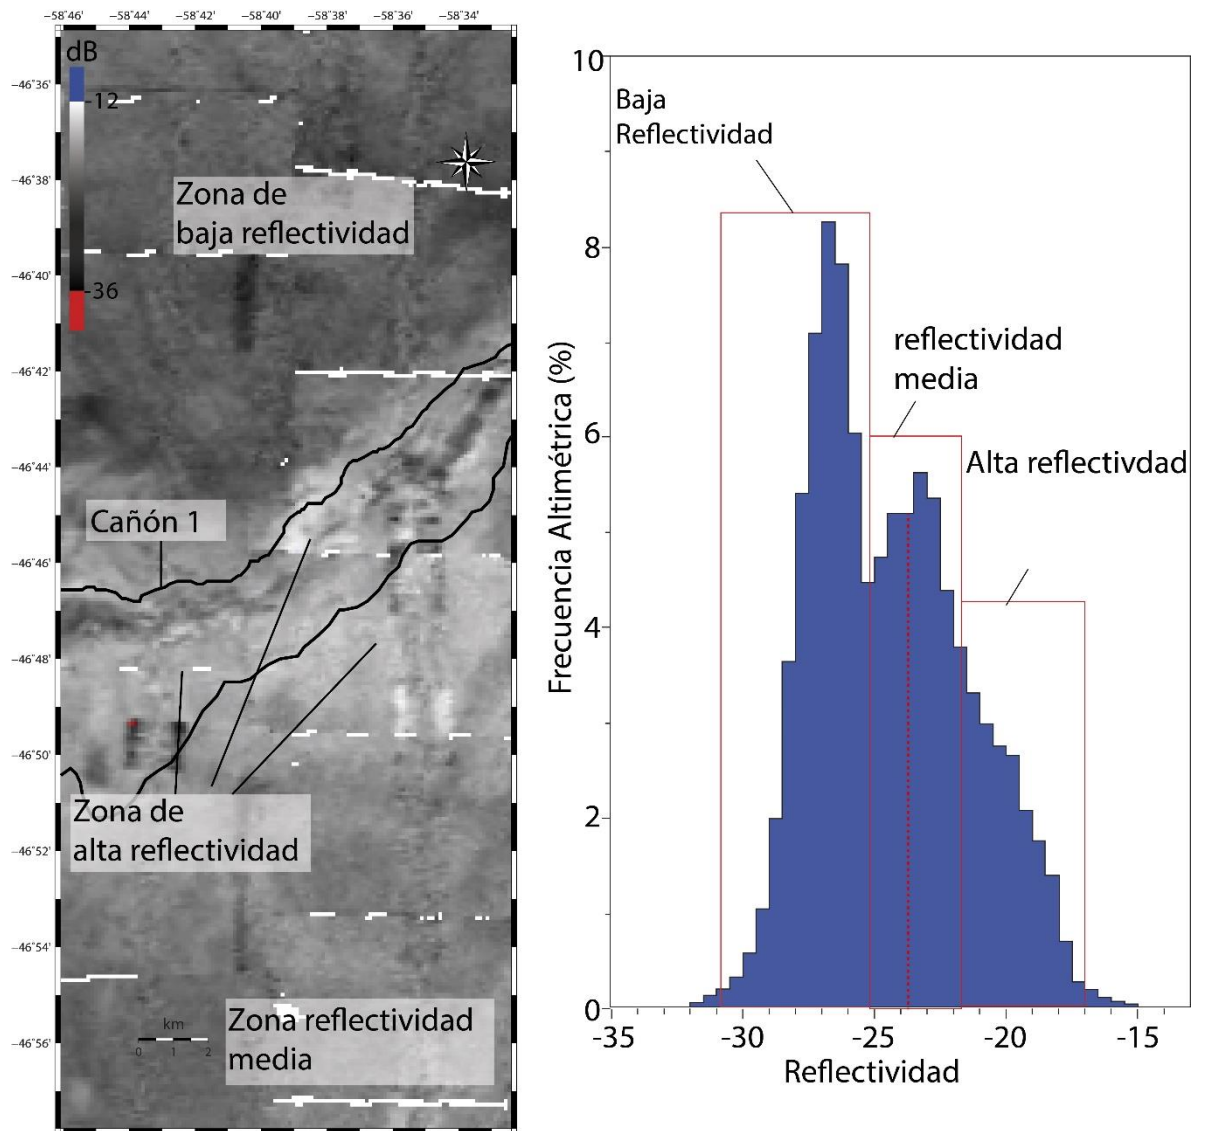 −58˚46' −58˚44' −58˚42' −58˚40' −58˚38' −58˚36' −58˚34'
dB
-12
-36
−46˚36'
−46˚38'
−46˚40'
−46˚42'
−46˚44'
−46˚46'
−46˚48'
−46˚50'
−46˚52'
−46˚54'
−46˚56'
Zona de
baja reflectividad
Cañón 1
Zona de
alta reflectividad
Zona reflectividad
media
km
0 1 2
10
8
6
4
2
0
Frecuencia Altimétrica (%)
Baja
Reflectividad
reflectividad
media
Alta reflectivdad
-35 -30 -25 -20 -15
Reflectividad